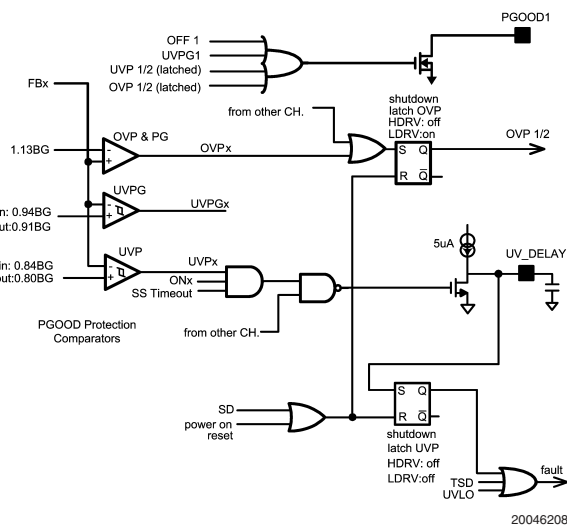 PGOOD1
OFF 1
UVPG1
UVP 1/2 (latched)
OVP 1/2 (latched)
FBx
from other CH.
shutdown
latch OVP
HDRV: off
LDRV:on
OVP & PG
1.13BG
-
+
OVPx
S Q
R Q
OVP 1/2
UVPG
-
+
n: 0.94BG
ut:0.91BG
UVPGx
UVP
-
+
in: 0.84BG
out:0.80BG
UVPx
ONx
SS Timeout
5uA
UV_DELAY
PGOOD Protection
Comparators
from other CH.
S Q
R Q
SD
power on
reset
shutdown
latch UVP
HDRV: off
LDRV:off
TSD
UVLO
fault
20046208